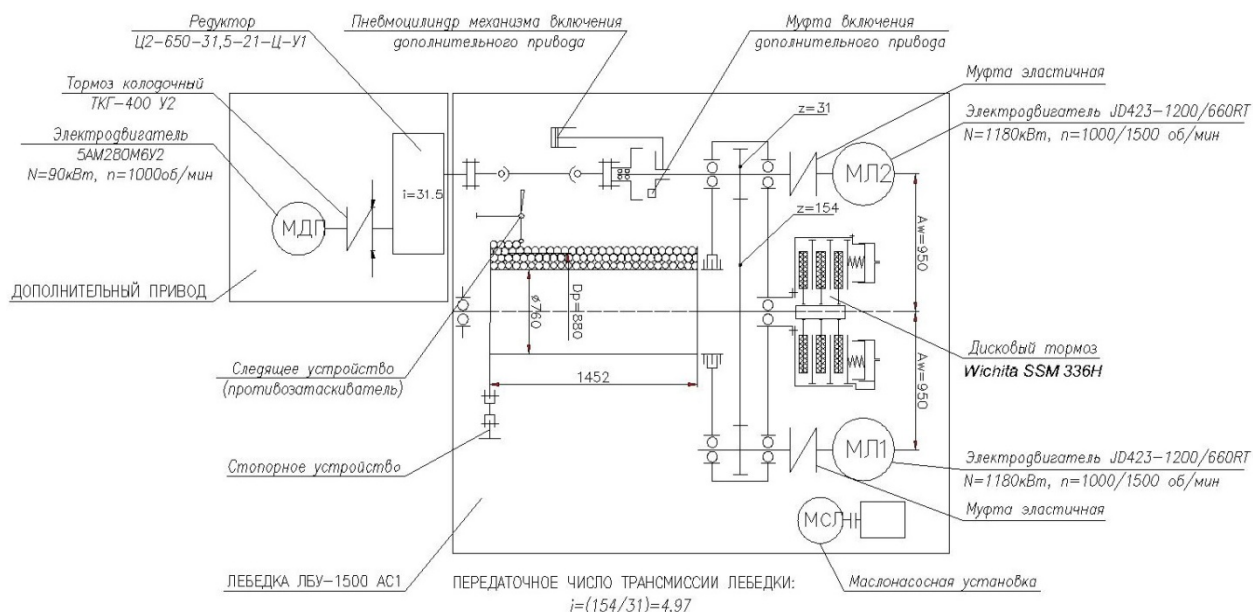 Редуктор
Ц2-650-31,5-21-Ц-У1
Пневмоцилиндр механизма включения
дополнительного привода
Муфта включения
дополнительного привода
Муфта эластичная
Тормоз колодочный
ТКГ-400 У2
Электродвигатель
5АМ280М6У2
N=90кВт, n=1000об/мин
Электродвигатель JD423-1200/660RT
N=1180кВт, n=1000/1500 об/мин
z=31
i=31.5
МДП
МЛ2
z=154
Aw=950
ДОПОЛНИТЕЛЬНЫЙ ПРИВОД
Dp=880
ø760
Следящее устройство
(противозатаскиватель)
1452
Дисковый тормоз
Wichita SSM 336H
Aw=950
Стопорное устройство
МЛ1
Электродвигатель JD423-1200/660RT
N=1180кВт, n=1000/1500 об/мин
Муфта эластичная
МСЛ
ЛЕБЕДКА ЛБУ-1500 АС1
ПЕРЕДАТОЧНОЕ ЧИСЛО ТРАНСМИССИИ ЛЕБЕДКИ:
i=(154/31)=4.97
Маслонасосная установка